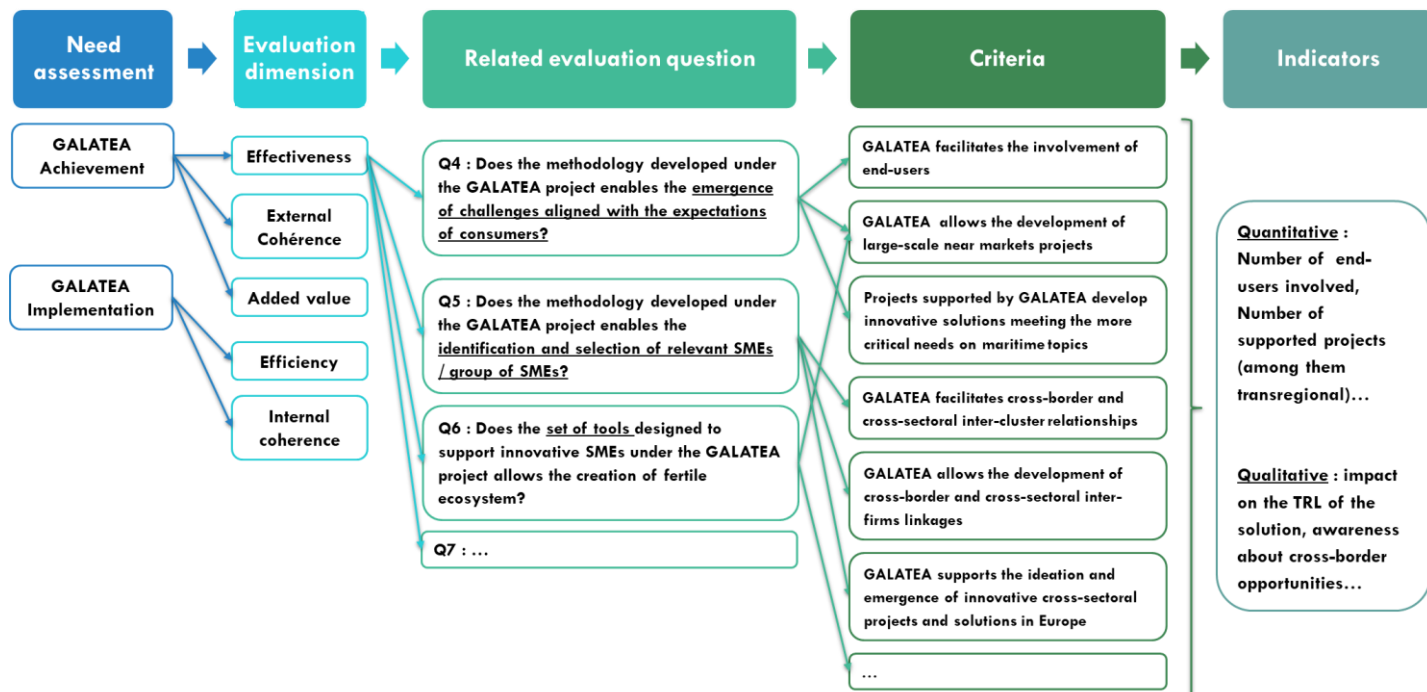 Need
assessment
Evaluation
dimension
Related evaluation question
Criteria
Indicators
GALATEA
Achievement
GALATEA
Implementation
Effectiveness
External
Cohérence
Added value
Efficiency
Internal
coherence
Q4 : Does the methodology developed under
the GALATEA project enables the emergence
of challenges aligned with the expectations
of consumers?
Q5 : Does the methodology developed under
the GALATEA project enables the
identification and selection of relevant SMEs
/ group of SMEs?
Q6 : Does the set of tools designed to
support innovative SMEs under the GALATEA
project allows the creation of fertile
ecosystem?
Q7 : ...
GALATEA facilitates the involvement of
end-users
GALATEA allows the development of
large-scale near markets projects
Projects supported by GALATEA develop
innovative solutions meeting the more
critical needs on maritime topics
GALATEA facilitates cross-border and
cross-sectoral inter-cluster relationships
GALATEA allows the development of
cross-border and cross-sectoral inter-
firms linkages
GALATEA supports the ideation and
emergence of innovative cross-sectoral
projects and solutions in Europe
...
Quantitative :
Number of end-
users involved,
Number of
supported projects
(among them
transregional)...
Qualitative : impact
on the TRL of the
solution, awareness
about cross-border
opportunities...